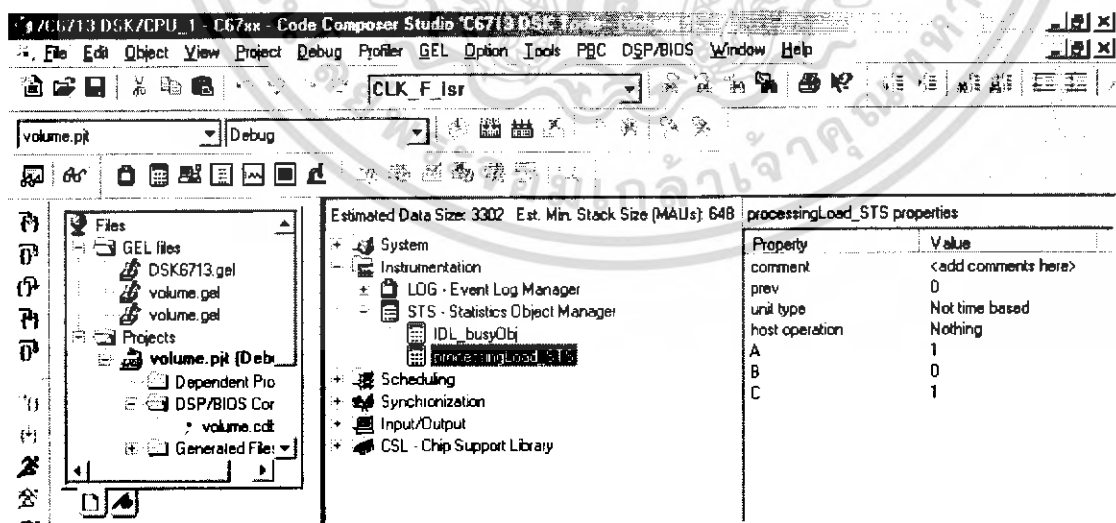 /C6713 DSK/CPU_1 - C67xx - Code Composer Studio 'C6713 DSK Tools
File Edit Object View Project Debug Profiler GEL Option Tools PBC DSP/BIOS Window Help
CLK_F_isr
volume.pjt Debug
Files
GEL files
DSK6713.gel
volume.gel
volume.gel
Projects
volume.pjt (Deb
Dependent Pro
DSP/BIOS Cor
volume.cdb
Generated Files
Estimated Data Size: 3302 Est. Min. Stack Size (MAUs): 648
System
Instrumentation
LOG - Event Log Manager
STS - Statistics Object Manager
IDL_busyObj
processingLoad_STS
Scheduling
Synchronization
Input/Output
CSL - Chip Support Library
processingLoad_STS properties
Property Value
comment <add comments here>
prev 0
unit type Not time based
host operation Nothing
A 1
B 0
C 1